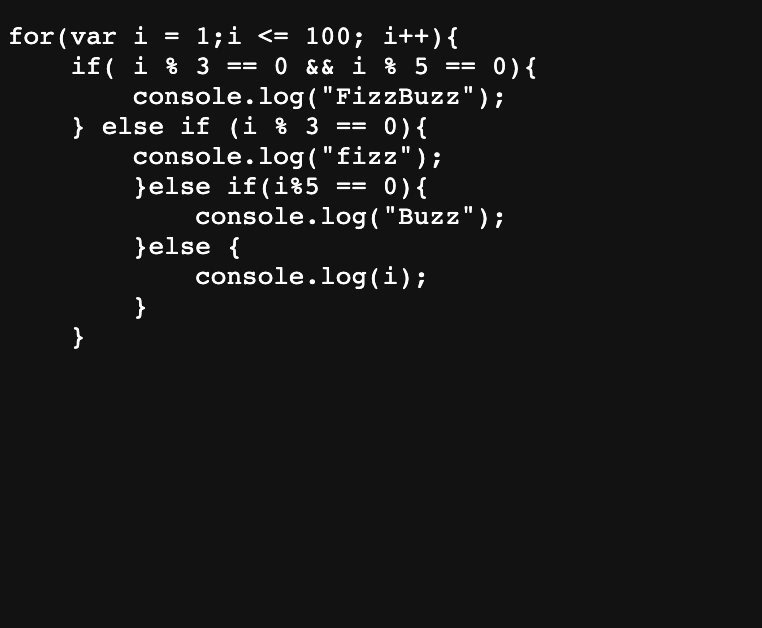 for(var i = 1;i <= 100; i++){
    if( i % 3 == 0 && i % 5 == 0){
        console.log("FizzBuzz");
    } else if (i % 3 == 0){
        console.log("fizz");
        }else if(i%5 == 0){
            console.log("Buzz");
        }else {
            console.log(i);
        }
    }